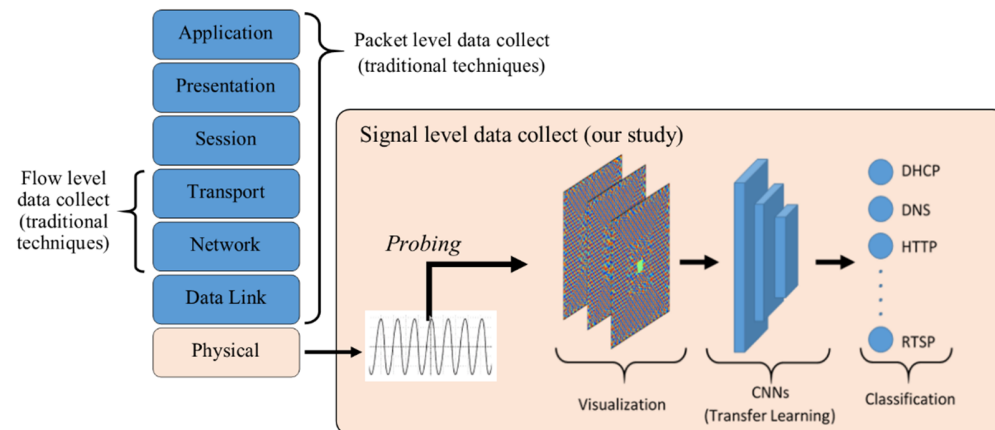 Application
Presentation
Session
Transport
Network
Data Link
Physical
Packet level data collect
(traditional techniques)
Flow level
data collect
(traditional
techniques)
Signal level data collect (our study)
Probing
Visualization
CNNs
(Transfer Learning)
DHCP
DNS
HTTP
RTSP
Classification